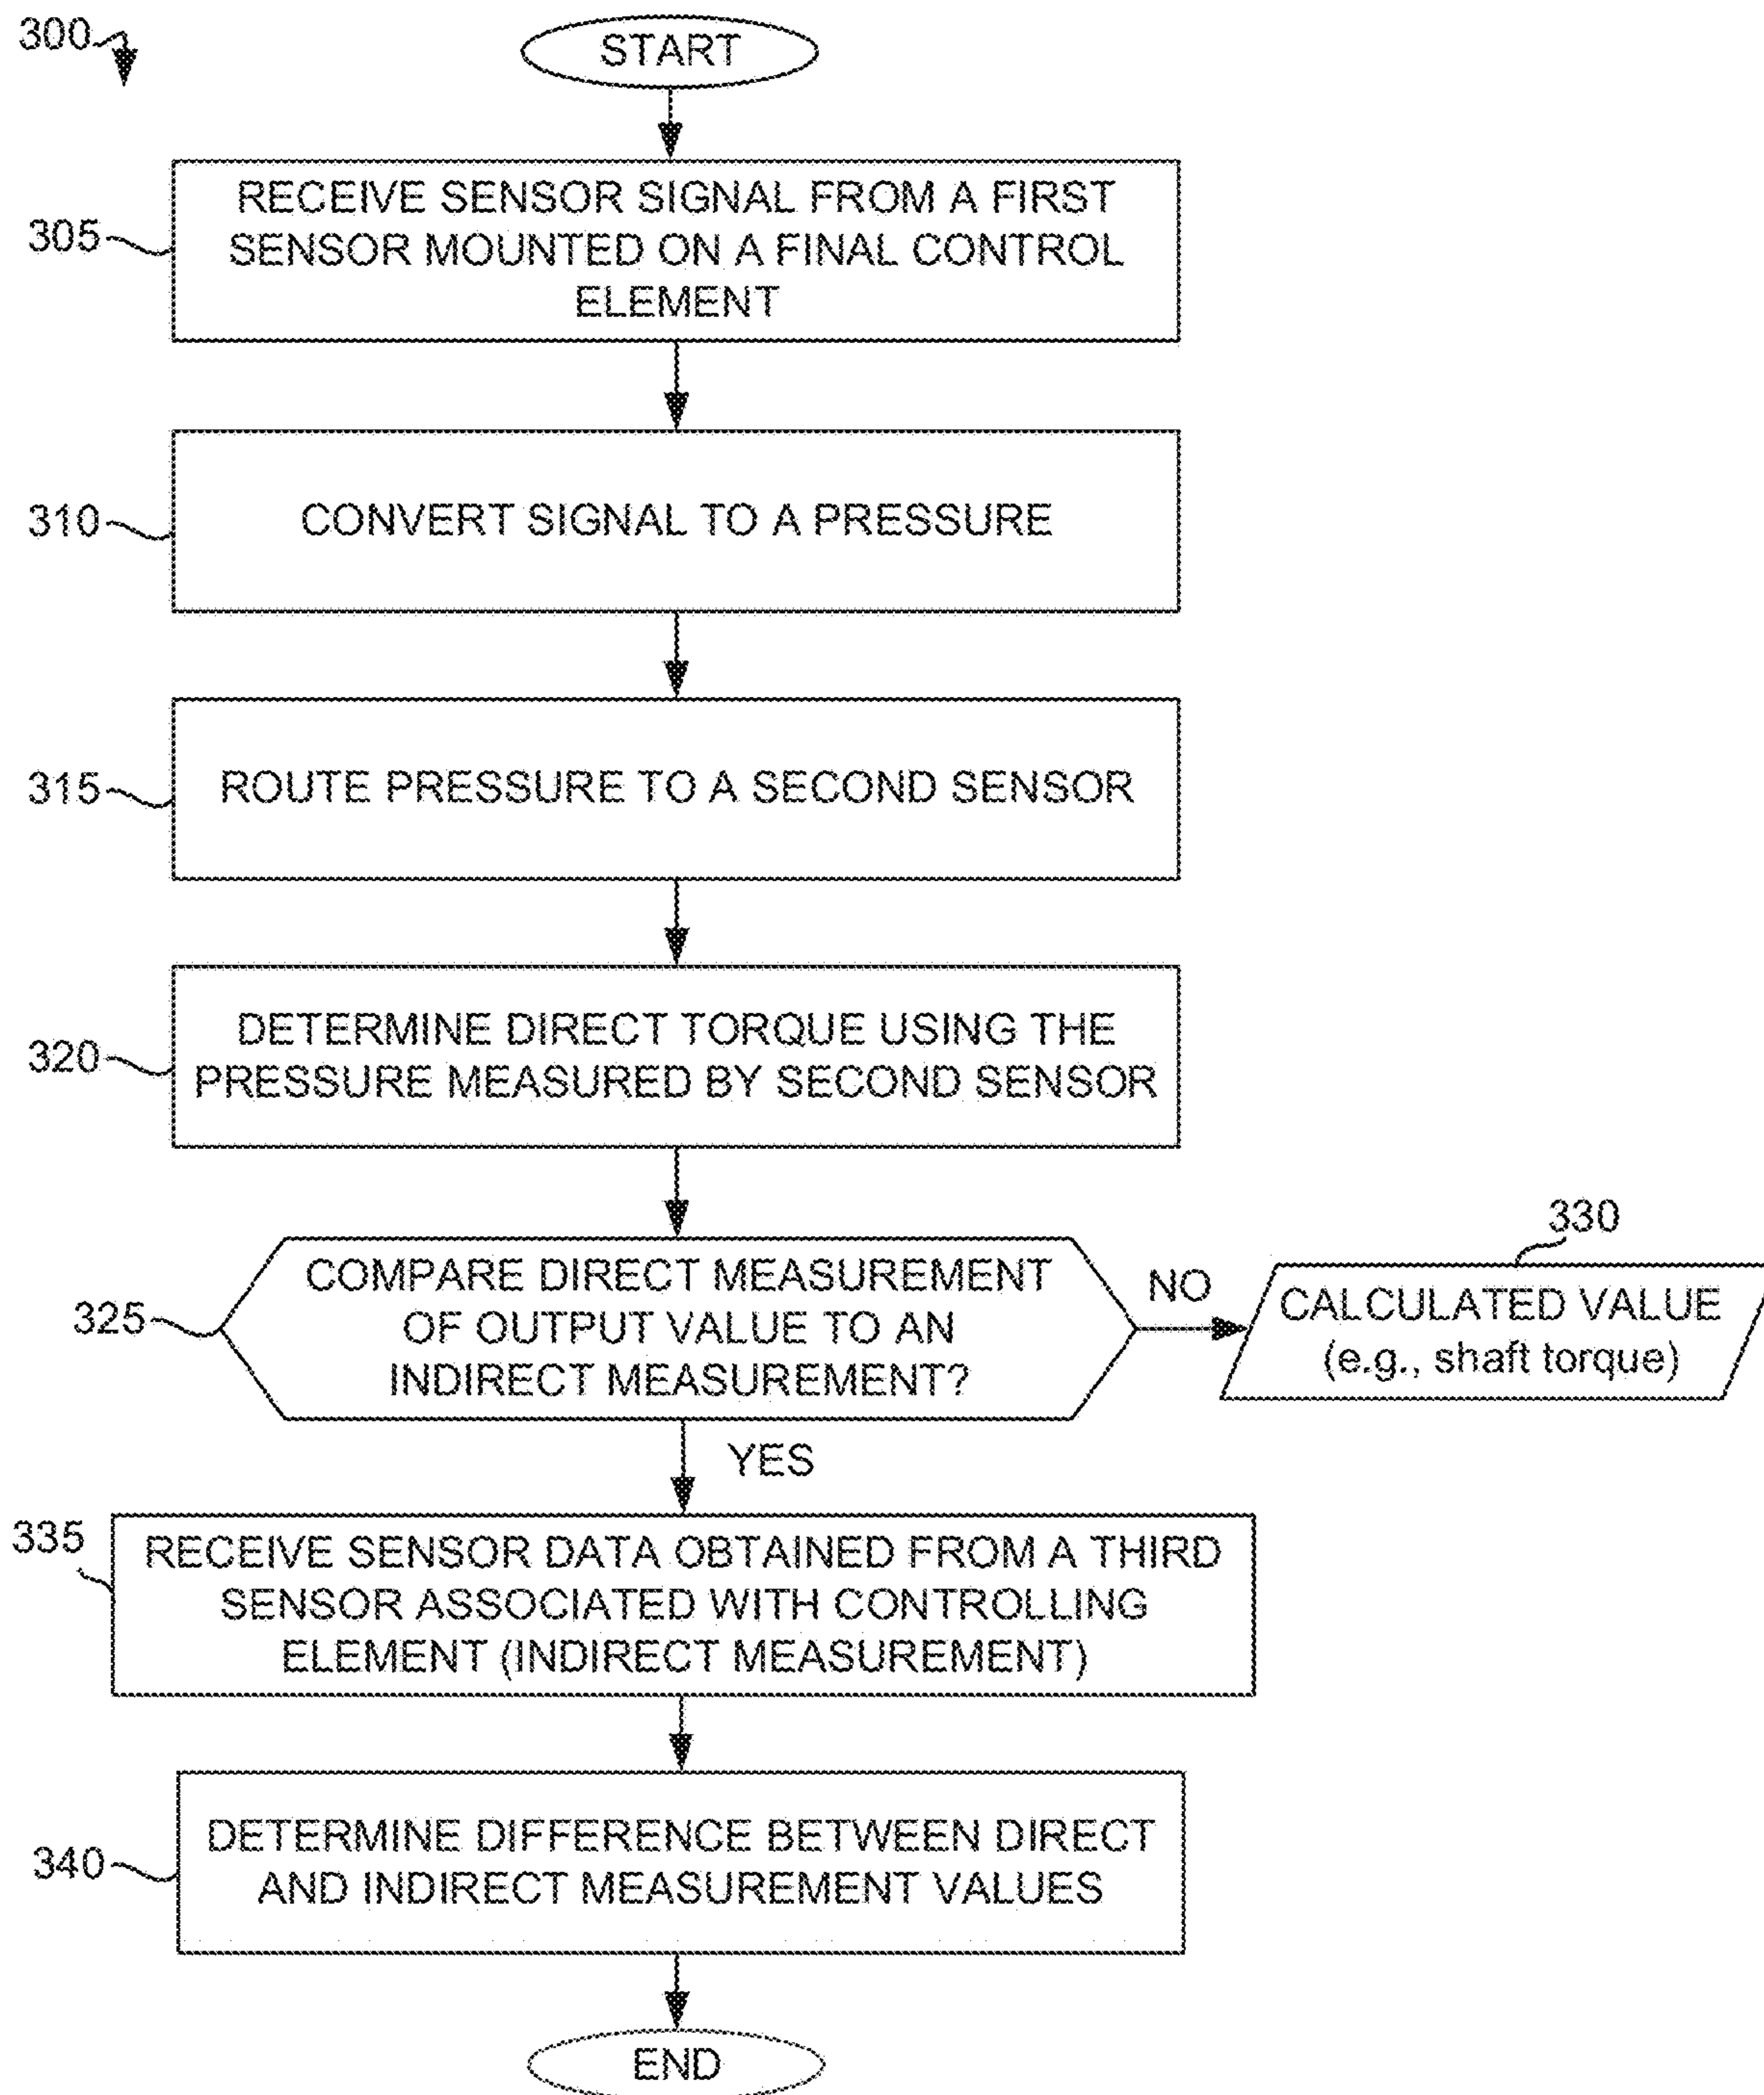 300
START
305
RECEIVE SENSOR SIGNAL FROM A FIRST
SENSOR MOUNTED ON A FINAL CONTROL
ELEMENT
310
CONVERT SIGNAL TO A PRESSURE
315
ROUTE PRESSURE TO A SECOND SENSOR
320
DETERMINE DIRECT TORQUE USING THE
PRESSURE MEASURED BY SECOND SENSOR
325
COMPARE DIRECT MEASUREMENT
OF OUTPUT VALUE TO AN
INDIRECT MEASUREMENT?
NO
330
CALCULATED VALUE
(e.g., shaft torque)
YES
335
RECEIVE SENSOR DATA OBTAINED FROM A THIRD
SENSOR ASSOCIATED WITH CONTROLLING
ELEMENT (INDIRECT MEASUREMENT)
340
DETERMINE DIFFERENCE BETWEEN DIRECT
AND INDIRECT MEASUREMENT VALUES
END